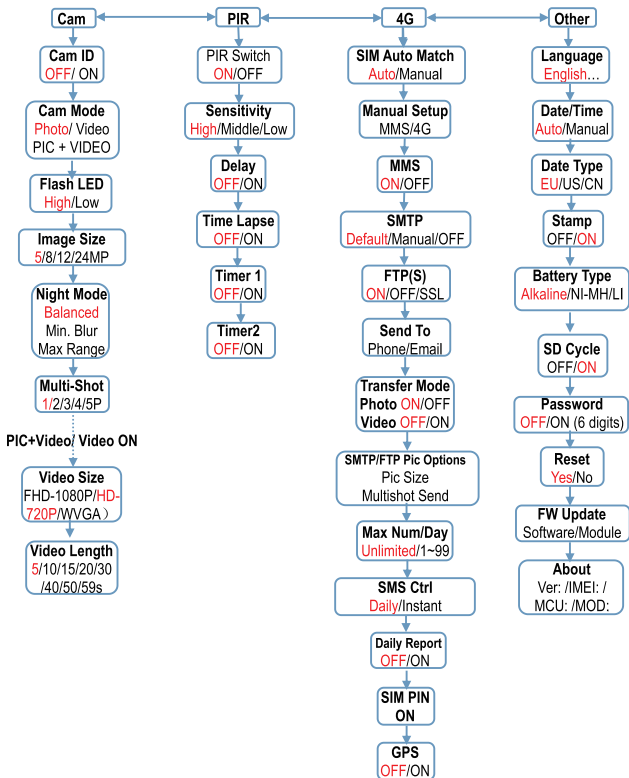 Cam
Cam ID
OFF/ ON
Cam Mode
Photo/ Video
PIC + VIDEO
Flash LED
High/Low
Image Size
5/8/12/24MP
Night Mode
Balanced
Min. Blur
Max Range
Multi-Shot
1/2/3/4/5P
PIC+Video/ Video ON
Video Size
FHD-1080P/HD-
720P/WVGA）
Video Length
5/10/15/20/30
/40/50/59s
PIR
PIR Switch
ON/OFF
Sensitivity
High/Middle/Low
Delay
OFF/ON
Time Lapse
OFF/ON
Timer 1
OFF/ON
Timer2
OFF/ON
4G
SIM Auto Match
Auto/Manual
Manual Setup
MMS/4G
MMS
ON/OFF
SMTP
Default/Manual/OFF
FTP(S)
ON/OFF/SSL
Send To
Phone/Email
Transfer Mode
Photo ON/OFF
Video OFF/ON
SMTP/FTP Pic Options
Pic Size
Multishot Send
Max Num/Day
Unlimited/1~99
SMS Ctrl
Daily/Instant
Daily Report
OFF/ON
SIM PIN
ON
GPS
OFF/ON
Other
Language
English...
Date/Time
Auto/Manual
Date Type
EU/US/CN
Stamp
OFF/ON
Battery Type
Alkaline/NI-MH/LI
SD Cycle
OFF/ON
Password
OFF/ON (6 digits)
Reset
Yes/No
FW Update
Software/Module
About
Ver: /IMEI: /
MCU: /MOD: